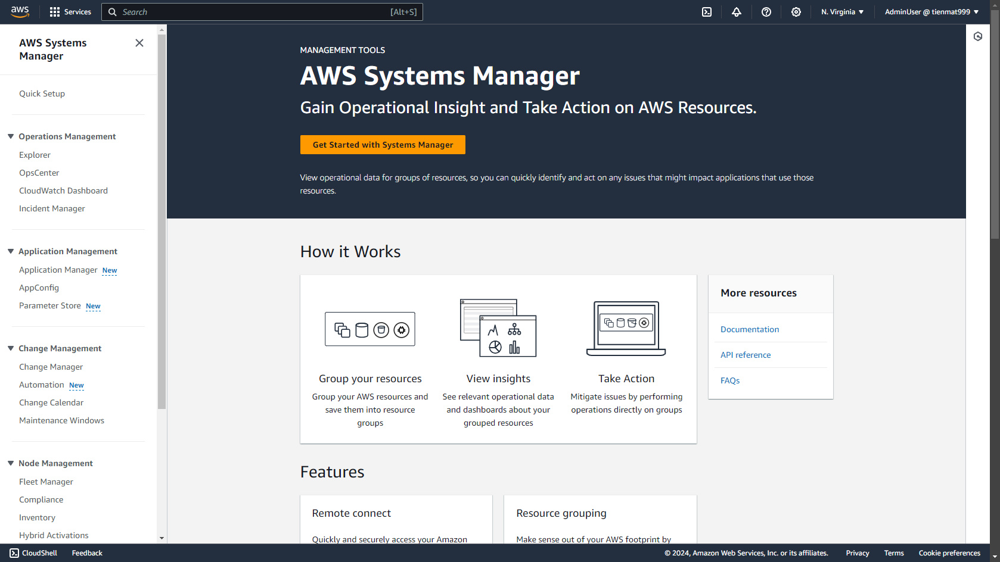 aws
Services
Search
[Alt+S]
N. Virginia
AdminUser @ tienmat999
AWS Systems
Manager
Quick Setup
Operations Management
Explorer
OpsCenter
CloudWatch Dashboard
Incident Manager
Application Management
Application Manager New
AppConfig
Parameter Store New
Change Management
Change Manager
Automation New
Change Calendar
Maintenance Windows
Node Management
Fleet Manager
Compliance
Inventory
Hybrid Activations
MANAGEMENT TOOLS
AWS Systems Manager
Gain Operational Insight and Take Action on AWS Resources.
Get Started with Systems Manager
View operational data for groups of resources, so you can quickly identify and act on any issues that might impact applications that use those
resources.
How it Works
Group your resources
Group your AWS resources and
save them into resource
groups
View insights
See relevant operational data
and dashboards about your
grouped resources
Take Action
Mitigate issues by performing
operations directly on groups
More resources
Documentation
API reference
FAQs
Features
Remote connect
Quickly and securely access your Amazon
Resource grouping
Make sense out of your AWS footprint by
CloudShell
Feedback
© 2024, Amazon Web Services, Inc. or its affiliates.
Privacy
Terms
Cookie preferences